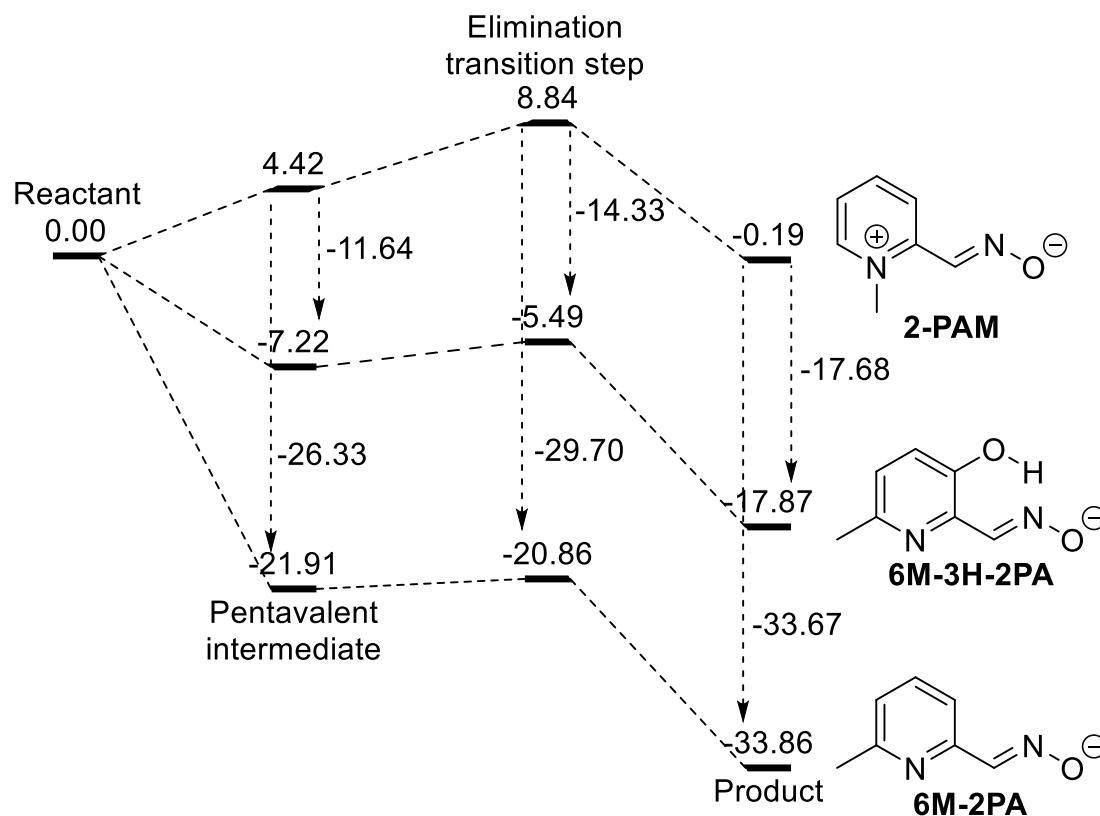 Elimination
transition step
8.84
4.42
Reactant
0.00
-14.33
-0.19
-11.64
N
O
N
2-PAM
-7.22
-5.49
-17.68
-26.33
-29.70
O
H
-17.87
N
N
O
6M-3H-2PA
-21.91
-20.86
Pentavalent
intermediate
-33.67
-33.86
N
N
O
Product
6M-2PA